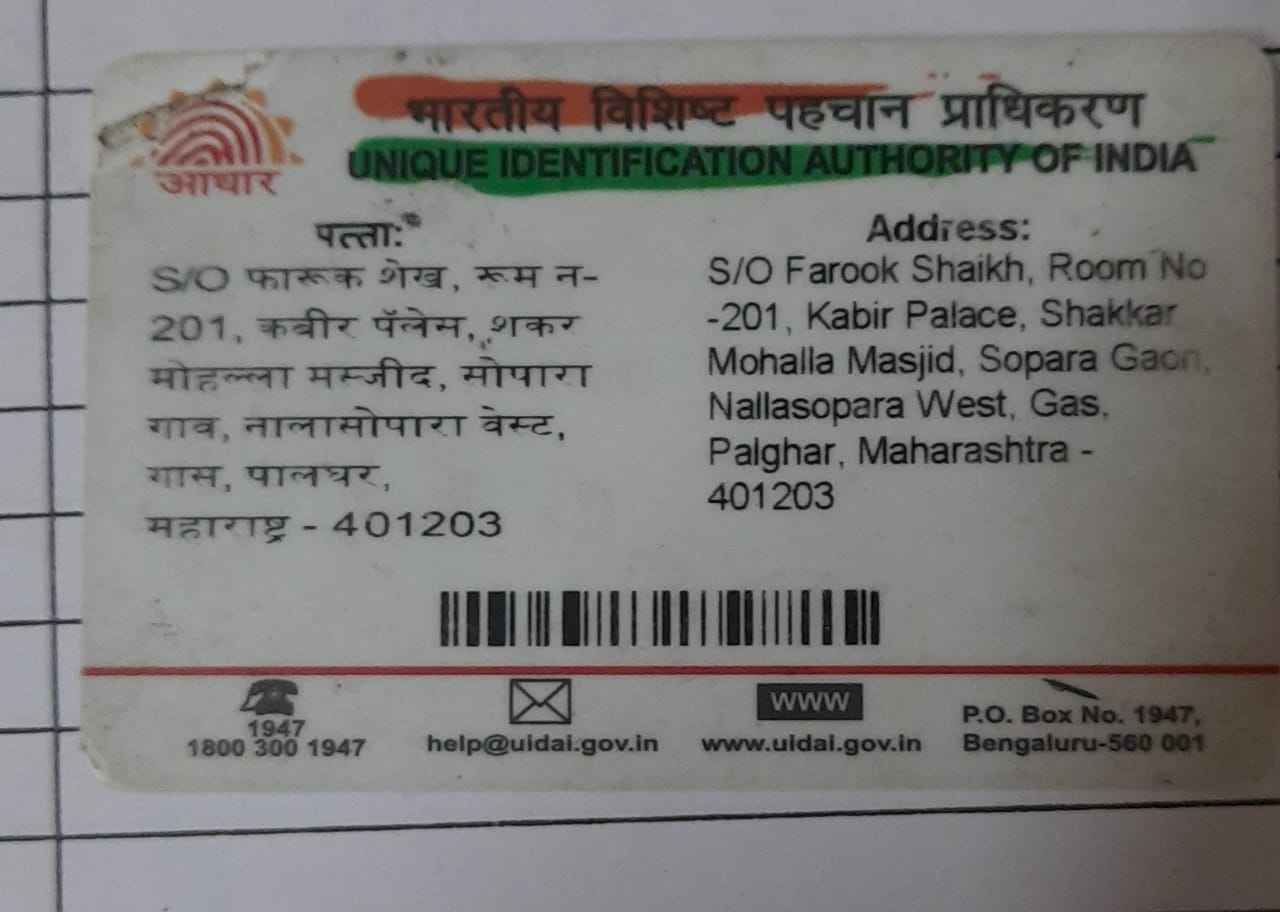 भारतीय विशिष्ट पहचान प्राधिकरण
UNIQUE IDENTIFICATION AUTHORITY OF INDIA
आधार
पत्ताः
S/O फारूक शेख, रूम न-
201, कबीर पॅलेस, शकर
मोहल्ला मस्जीद, सोपारा
गाव, नालासोपारा वेस्ट,
गास, पालघर,
महाराष्ट्र - 401203
Address:
S/O Farook Shaikh, Room No
-201, Kabir Palace, Shakkar
Mohalla Masjid, Sopara Gaon,
Nallasopara West, Gas,
Palghar, Maharashtra -
401203
1947
1800 300 1947
help@uidai.gov.in
WWW
www.uidai.gov.in
P.O. Box No. 1947,
Bengaluru-560 001